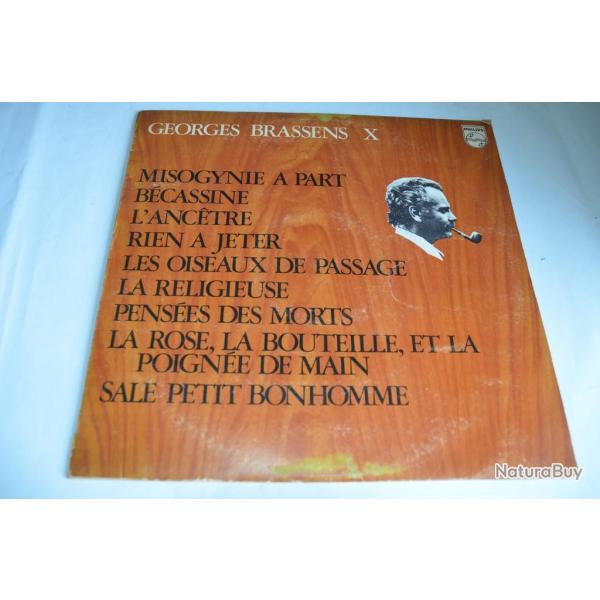 GEORGES BRASSENS X
PHILIPS
MISOGYNIE A PART
BÉCASSINE
L'ANCÊTRE
RIEN A JETER
LES OISEAUX DE PASSAGE
LA RELIGIEUSE
PENSÉES DES MORTS
LA ROSE, LA BOUTEILLE, ET LA
POIGNÉE DE MAIN
SALE PETIT BONHOMME
NaturaBuy